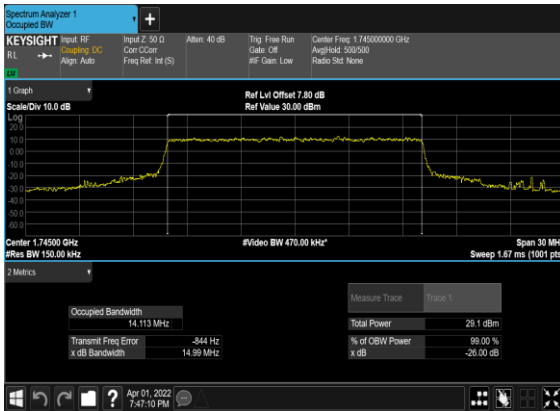 Spectrum Analyzer 1
Occupied BW
KEYSIGHT
RL
Input: RF
Coupling: DC
Align: Auto
Input Z: 50 Ω
Corr CCorr
Freq Ref: Int (S)
Atten: 40 dB
Trig: Free Run
Gate: Off
#IF Gain: Low
Center Freq: 1.745000000 GHz
Avg|Hold: 500/500
Radio Std: None
1 Graph
Scale/Div 10.0 dB
Ref Lvl Offset 7.80 dB
Ref Value 30.00 dBm
Log
20.0
10.0
0.00
-10.0
-20.0
-30.0
-40.0
-50.0
-60.0
Center 1.74500 GHz
#Res BW 150.00 kHz
#Video BW 470.00 kHz*
Span 30 MH
Sweep 1.67 ms (1001 pts
2 Metrics
Measure Trace
Trace 1
Occupied Bandwidth
14.113 MHz
Total Power
29.1 dBm
Transmit Freq Error
-844 Hz
% of OBW Power
99.00 %
x dB Bandwidth
14.99 MHz
x dB
-26.00 dB
Apr 01, 2022
7:47:10 PM